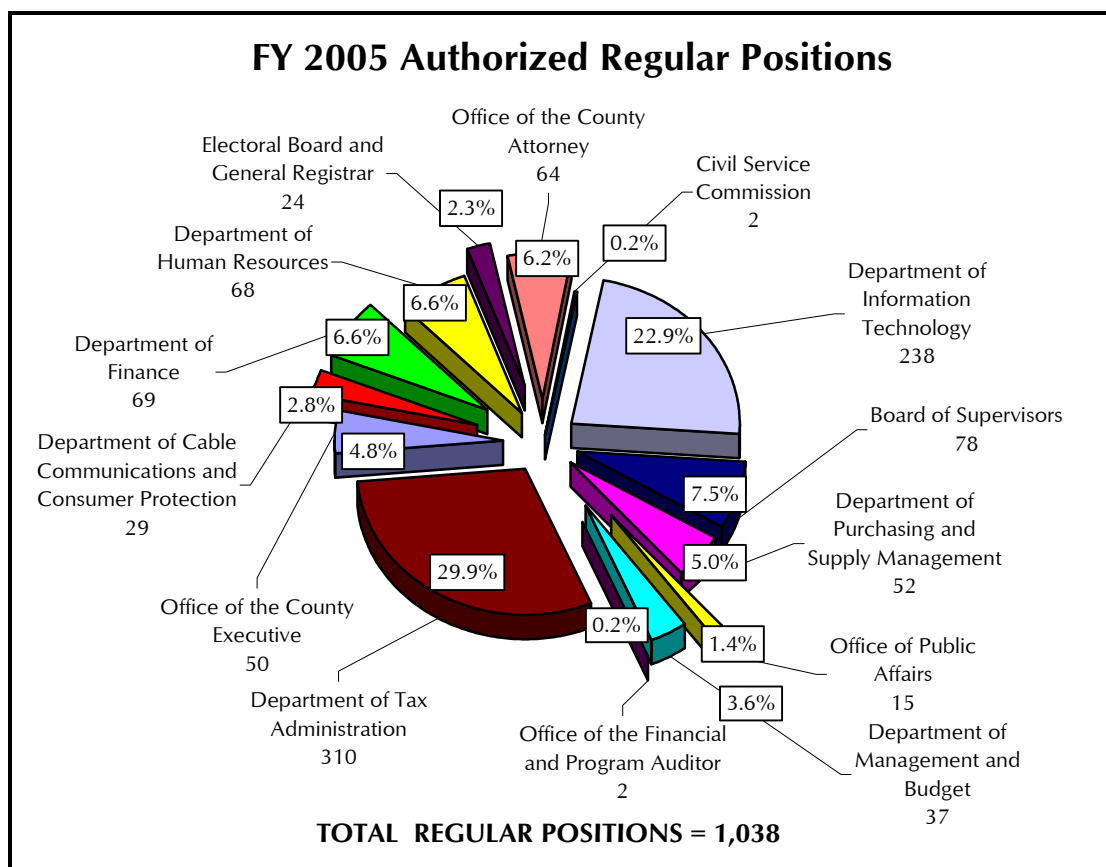 FY 2005 Authorized Regular Positions
Office of the County
Attorney
64
6.2%
Civil Service
Commission
2
0.2%
Department of
Information
Technology
238
22.9%
Board of Supervisors
78
7.5%
Department of
Purchasing and
Supply Management
52
5.0%
Office of Public
Affairs
15
1.4%
Department of
Management and
Budget
37
3.6%
Office of the Financial
and Program Auditor
2
0.2%
Department of Tax
Administration
310
29.9%
Office of the County
Executive
50
4.8%
Department of Cable
Communications and
Consumer Protection
29
2.8%
Department of
Finance
69
6.6%
Department of
Human Resources
68
6.6%
Electoral Board and
General Registrar
24
2.3%
TOTAL REGULAR POSITIONS = 1,038